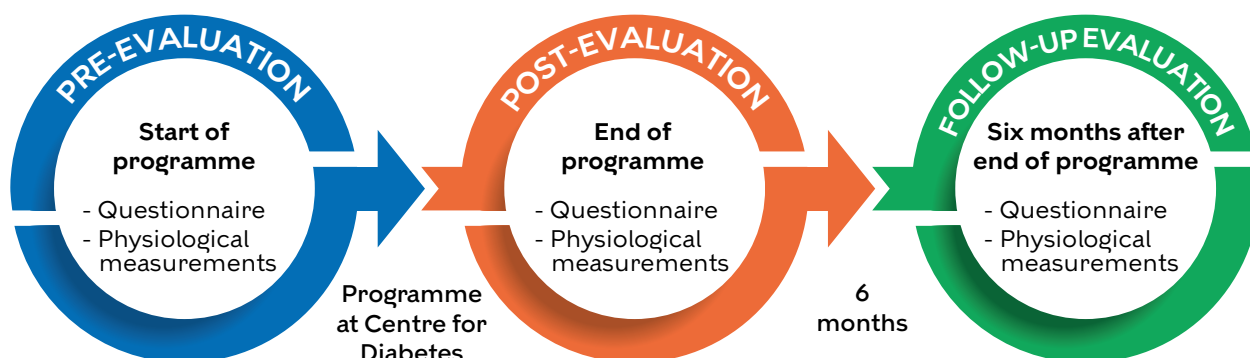 PRE-EVALUATION
Start of
programme
- Questionnaire
- Physiological
measurements
Programme
at Centre for
Diabetes
POST-EVALUATION
End of
programme
- Questionnaire
- Physiological
measurements
6
months
FOLLOW-UP EVALUATION
Six months after
end of programme
- Questionnaire
- Physiological
measurements